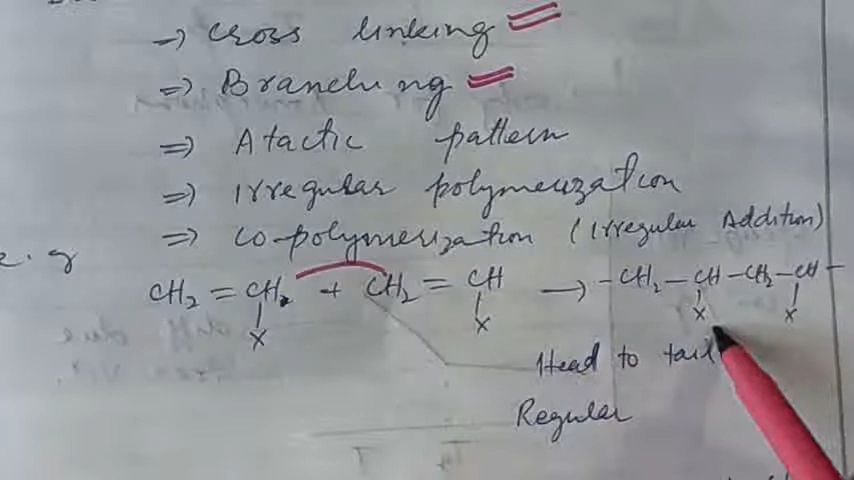 → Cross linking
⇒ Branching
⇒ Atactic pattern
⇒ Irregular polymerization
⇒ Co-polymerization (Irregular Addition)
e.g
CH₂ = CH₂ + CH₂ = CH → - CH₂ - CH - CH₂ - CH -
X X X X
Head to tail
Regular